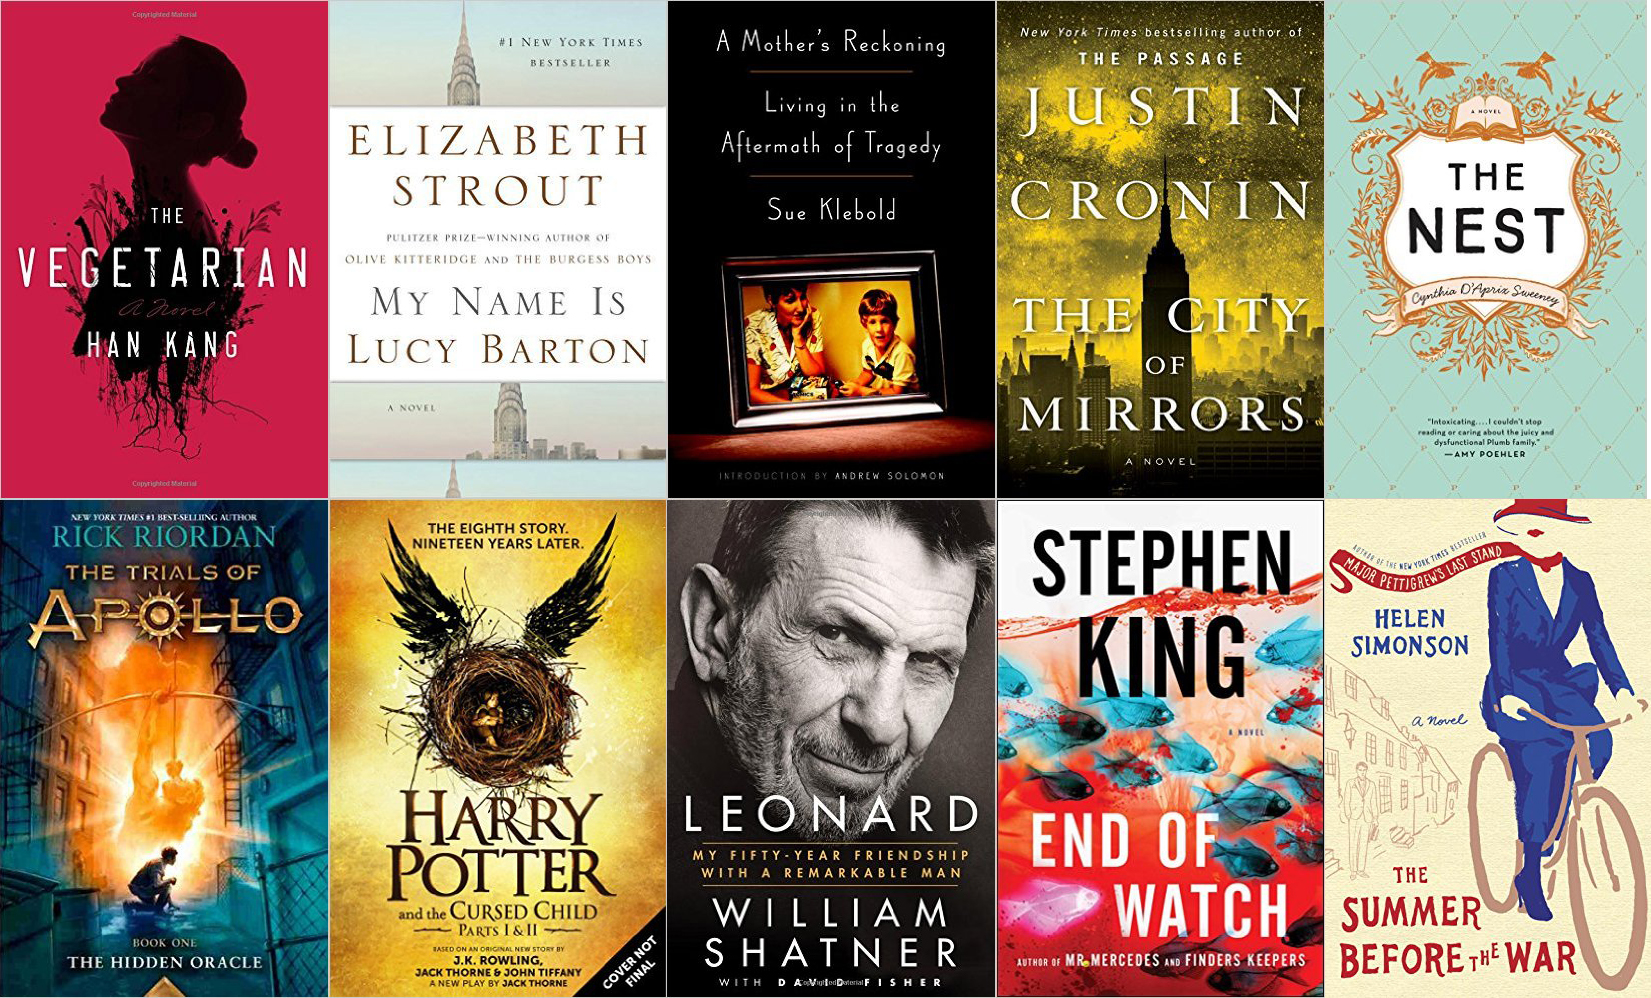 Copyrighted Material
THE
VEGETARIAN
A Novel
HAN KANG
Copyrighted Material
#1 NEW YORK TIMES
BESTSELLER
ELIZABETH
STROUT
PULITZER PRIZE—WINNING AUTHOR OF
OLIVE KITTERIDGE AND THE BURGESS BOYS
MY NAME IS
LUCY BARTON
A NOVEL
A Mother's Reckoning
Living in the
Aftermath of Tragedy
Sue Klebold
INTRODUCTION BY ANDREW SOLOMON
New York Times bestselling author of
THE PASSAGE
JUSTIN
CRONIN
THE CITY
OF
MIRRORS
A NOVEL
A NOVEL
THE
NEST
Cynthia D'Aprix Sweeney
"Intoxicating....I couldn't stop
reading or caring about the juicy and
dysfunctional Plumb family."
—AMY POEHLER
NEW YORK TIMES #1 BEST-SELLING AUTHOR
RICK RIORDAN
THE TRIALS OF
APOLLO
BOOK ONE
THE HIDDEN ORACLE
THE EIGHTH STORY.
NINETEEN YEARS LATER.
HARRY
POTTER
and the CURSED CHILD
PARTS I & II
BASED ON AN ORIGINAL NEW STORY BY
J.K. ROWLING,
JACK THORNE & JOHN TIFFANY
A NEW PLAY BY JACK THORNE
COVER NOT
FINAL
LEONARD
MY FIFTY-YEAR FRIENDSHIP
WITH A REMARKABLE MAN
WILLIAM
SHATNER
WITH DAVID FISHER
Copyrighted Material
STEPHEN
KING
A NOVEL
END OF
WATCH
AUTHOR OF MR. MERCEDES AND FINDERS KEEPERS
AUTHOR OF THE NEW YORK TIMES BESTSELLER
MAJOR PETTIGREW'S LAST STAND
HELEN
SIMONSON
A Novel
THE
SUMMER
BEFORE THE WAR